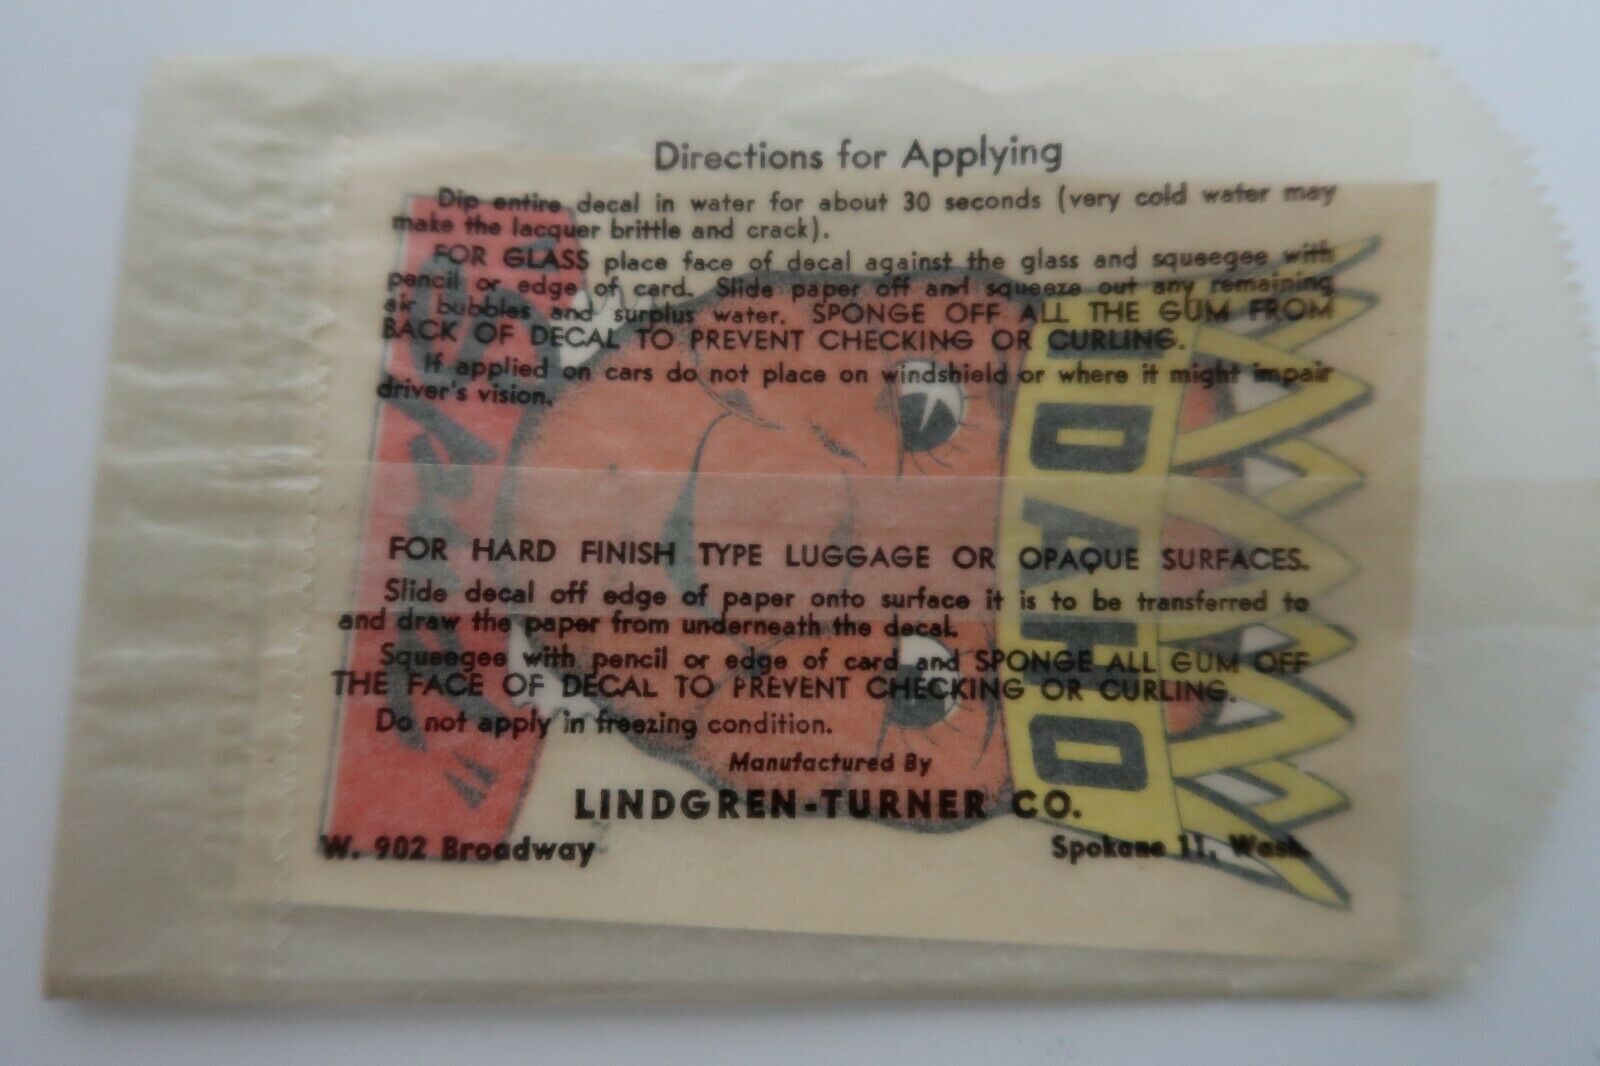 Directions for Applying
Dip entire decal in water for about 30 seconds (very cold water may
make the lacquer brittle and crack).
FOR GLASS place face of decal against the glass and squeegee with
pencil or edge of card. Slide paper off and squeeze out any remaining
air bubbles and surplus water. SPONGE OFF ALL THE GUM FROM
BACK OF DECAL TO PREVENT CHECKING OR CURLING.
If applied on cars do not place on windshield or where it might impair
driver's vision.
FOR HARD FINISH TYPE LUGGAGE OR OPAQUE SURFACES.
Slide decal off edge of paper onto surface it is to be transferred to
and draw the paper from underneath the decal.
Squeegee with pencil or edge of card and SPONGE ALL GUM OFF
THE FACE OF DECAL TO PREVENT CHECKING OR CURLING.
Do not apply in freezing condition.
Manufactured By
LINDGREN-TURNER CO.
W. 902 Broadway Spokane 11, Wash.
IDAHO